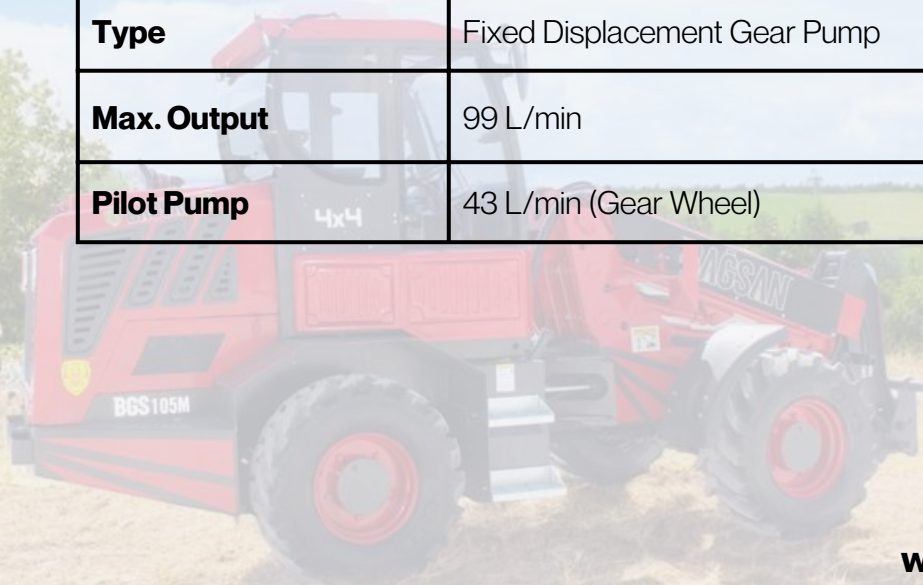 Type Fixed Displacement Gear Pump
Max. Output 99 L/min
Pilot Pump 43 L/min (Gear Wheel)
4x4
BGS105M